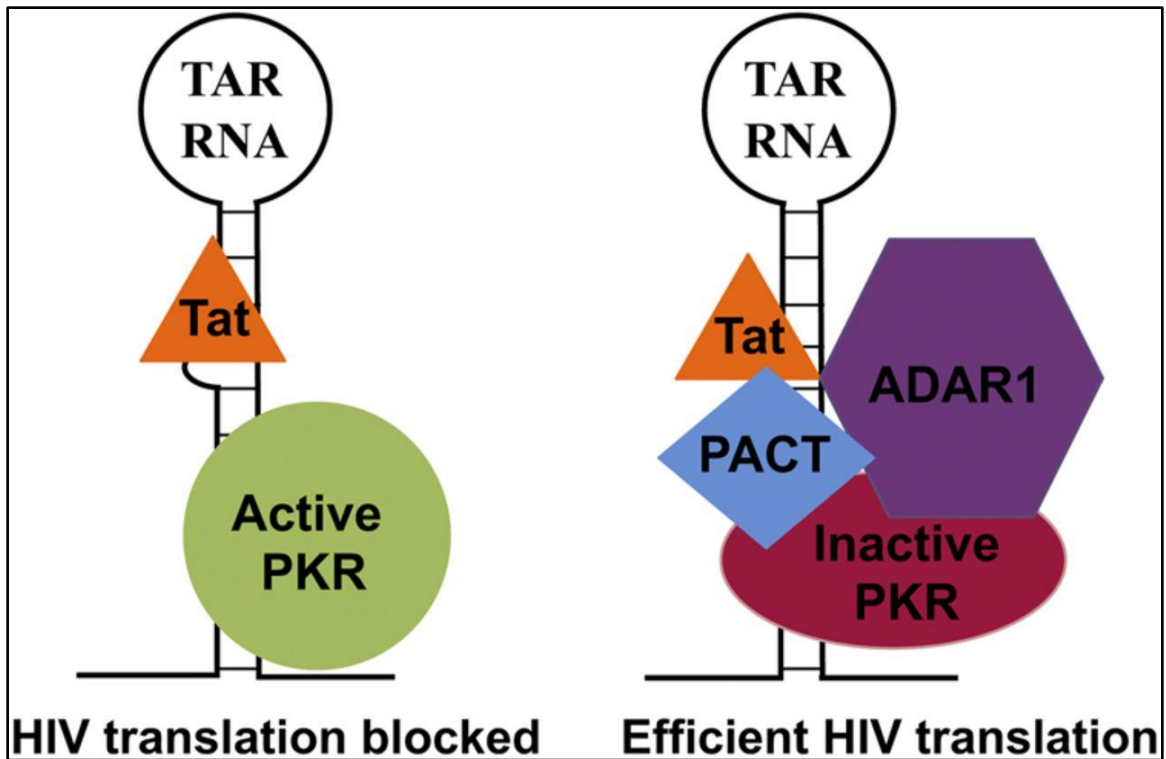 TAR
RNA
Tat
Active
PKR
HIV translation blocked
TAR
RNA
Tat
ADAR1
PACT
Inactive
PKR
Efficient HIV translation